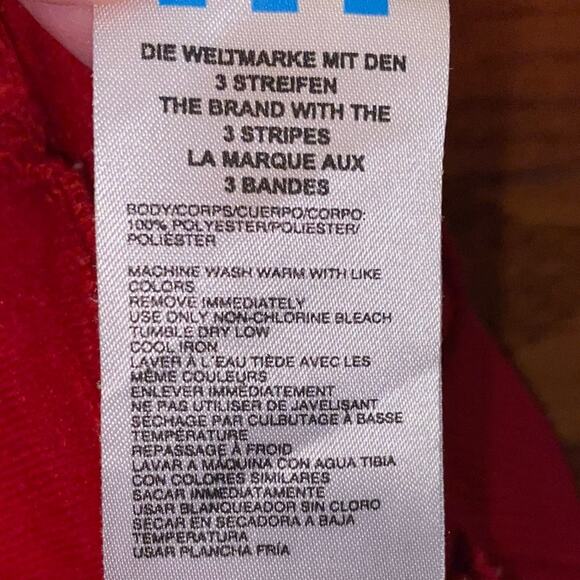 DIE WELTMARKE MIT DEN
3 STREIFEN
THE BRAND WITH THE
3 STRIPES
LA MARQUE AUX
3 BANDES
BODY/CORPS/CUERPO/CORPO:
100% POLYESTER/POLIESTER/
POLIÉSTER
MACHINE WASH WARM WITH LIKE
COLORS
REMOVE IMMEDIATELY
USE ONLY NON-CHLORINE BLEACH
TUMBLE DRY LOW
COOL IRON
LAVER À L'EAU TIÈDE AVEC LES
MÊME COULEURS
ENLEVER IMMÉDIATEMENT
NE PAS UTILISER DE JAVELISANT
SÉCHAGE PAR CULBUTAGE À BASSE
TEMPÉRATURE
REPASSAGE À FROID
LAVAR A MÁQUINA CON AGUA TIBIA
CON COLORES SIMILARES
SACAR INMEDIATAMENTE
USAR BLANQUEADOR SIN CLORO
SECAR EN SECADORA A BAJA
TEMPERATURA
USAR PLANCHA FRÍA